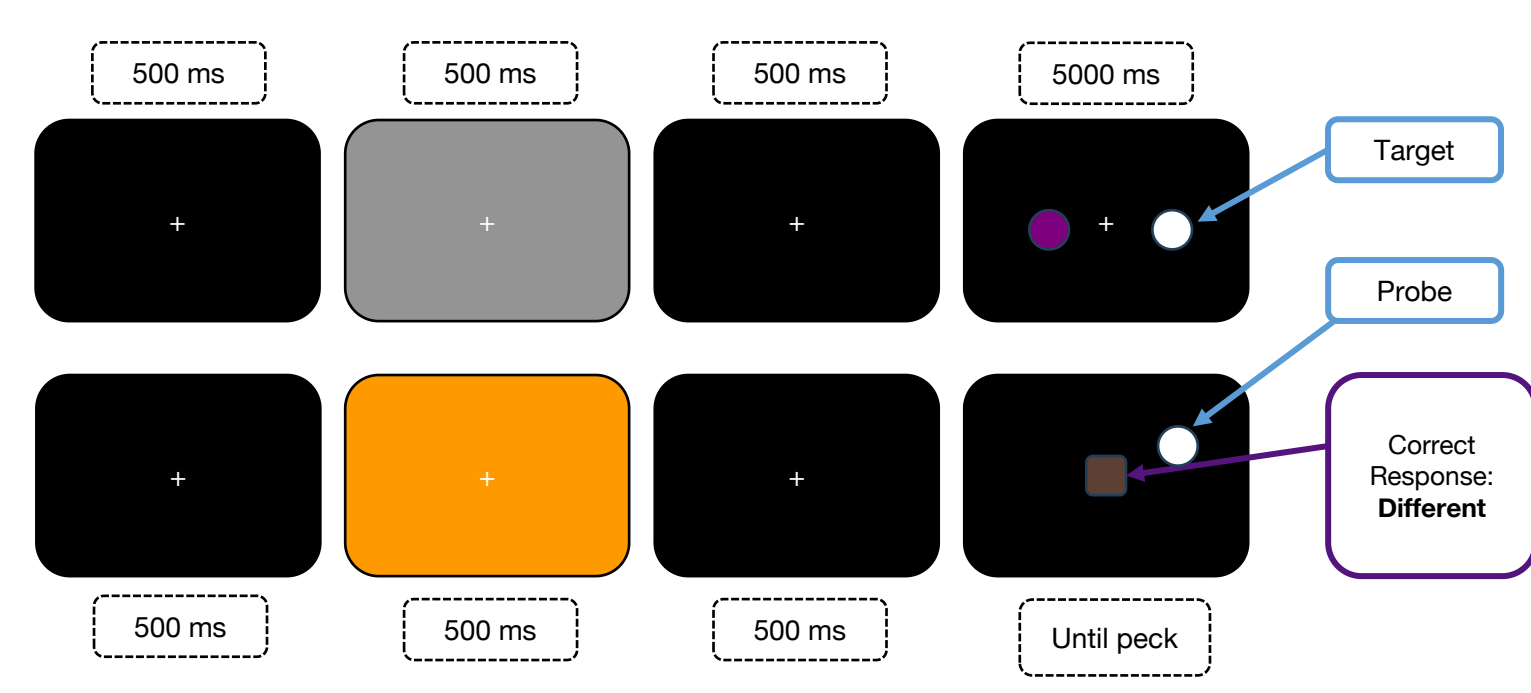 500 ms
500 ms
500 ms
5000 ms
+
+
+
+
Target
Probe
+
+
+
Correct
Response:
Different
500 ms
500 ms
500 ms
Until peck